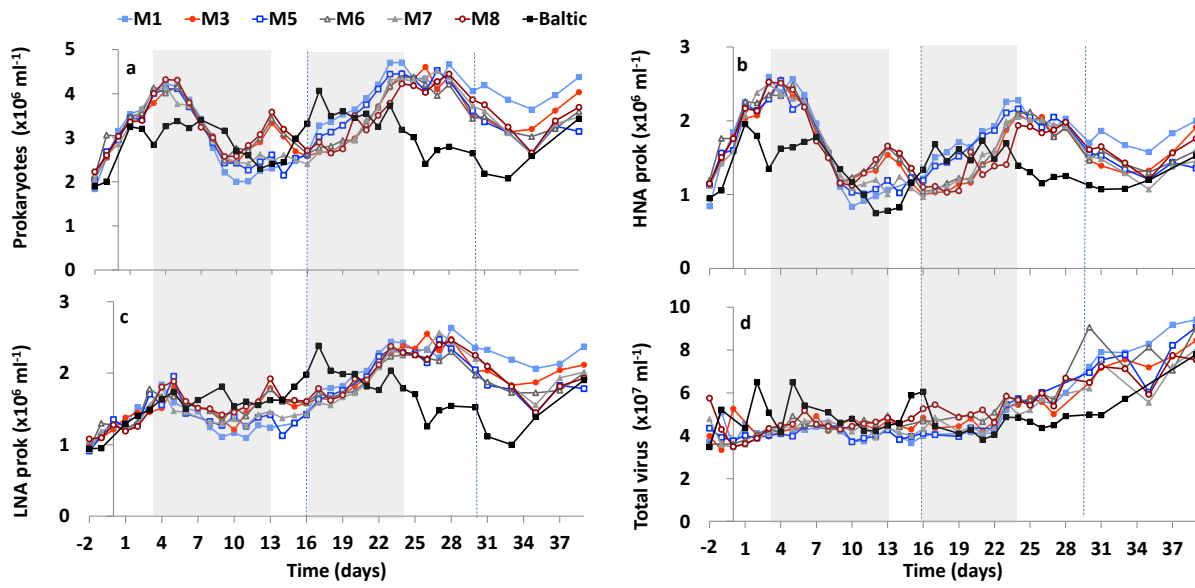 M1 M3 M5 M6 M7 M8 Baltic
a
Prokaryotes (x10⁶ ml⁻¹)
5
4
3
2
1
0
b
HNA prok (x10⁶ ml⁻¹)
3
2
1
0
c
LNA prok (x10⁶ ml⁻¹)
3
2
1
0
-2 1 4 7 10 13 16 19 22 25 28 31 34 37
Time (days)
d
Total virus (x10⁷ ml⁻¹)
10
8
6
4
2
0
-2 1 4 7 10 13 16 19 22 25 28 31 34 37
Time (days)